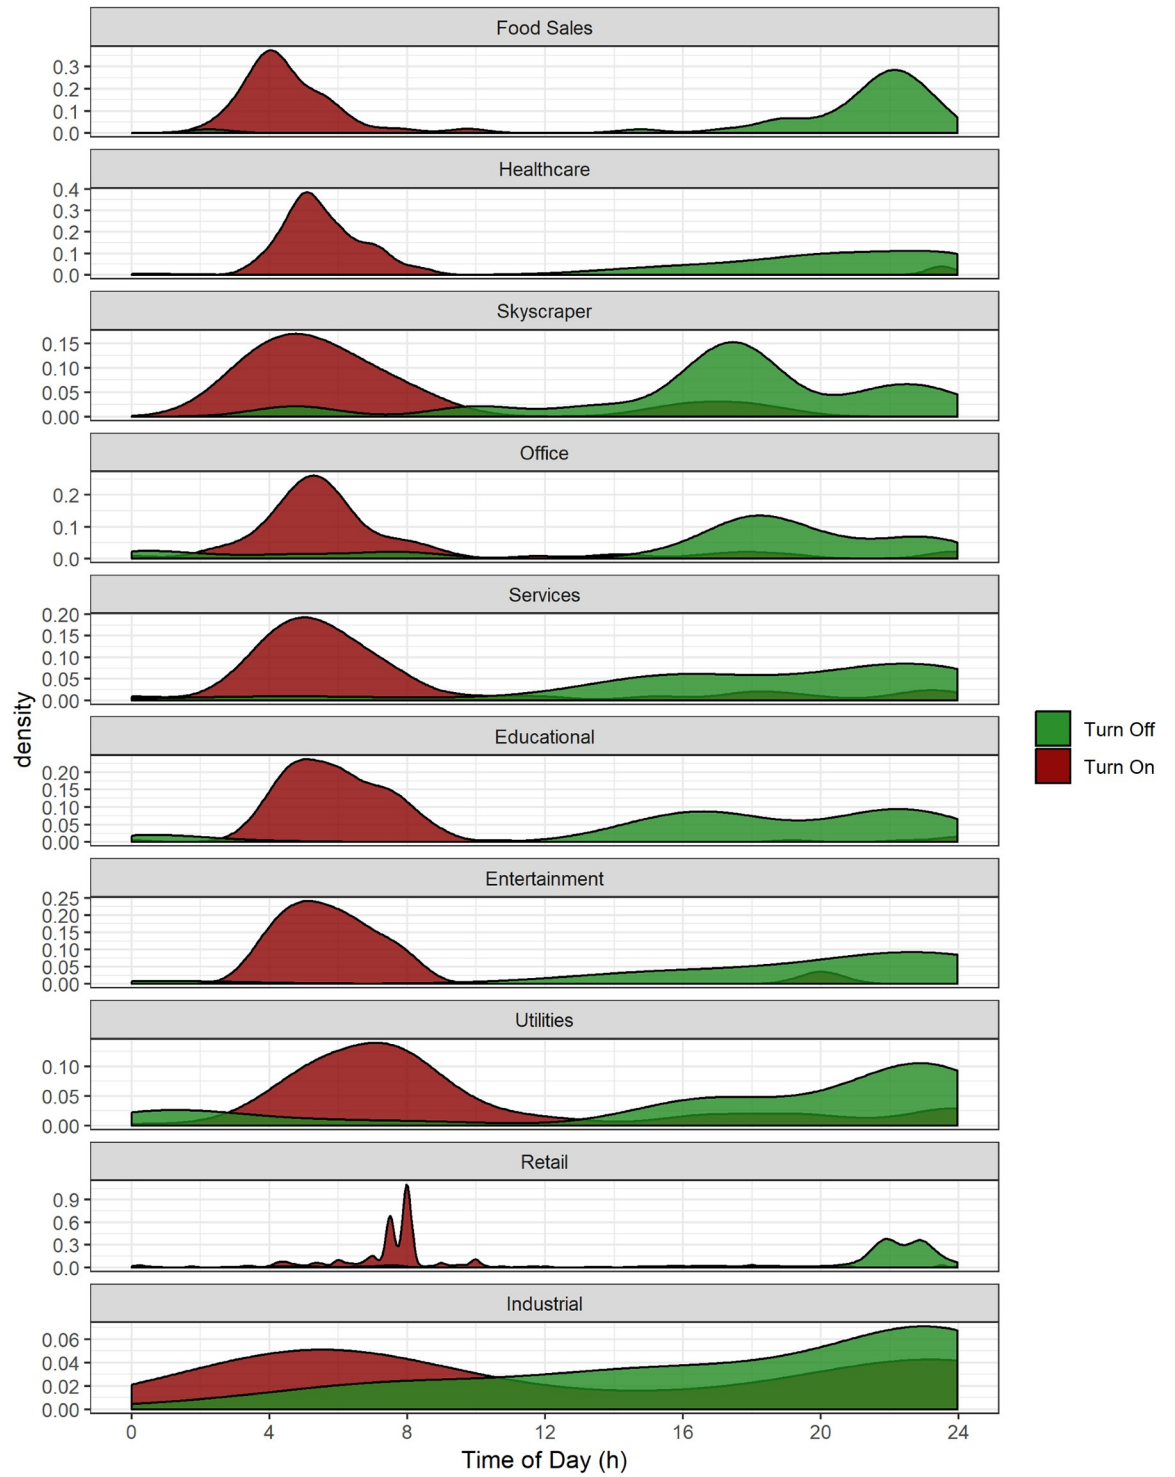 Food Sales
0.3
0.2
0.1
0.0
Healthcare
0.4
0.3
0.2
0.1
0.0
Skyscraper
0.15
0.10
0.05
0.00
Office
0.2
0.1
0.0
Services
0.20
0.15
0.10
0.05
0.00
density
Turn Off
Turn On
Educational
0.20
0.15
0.10
0.05
0.00
Entertainment
0.25
0.20
0.15
0.10
0.05
0.00
Utilities
0.10
0.05
0.00
Retail
0.9
0.6
0.3
0.0
Industrial
0.06
0.04
0.02
0.00
0 4 8 12 16 20 24
Time of Day (h)